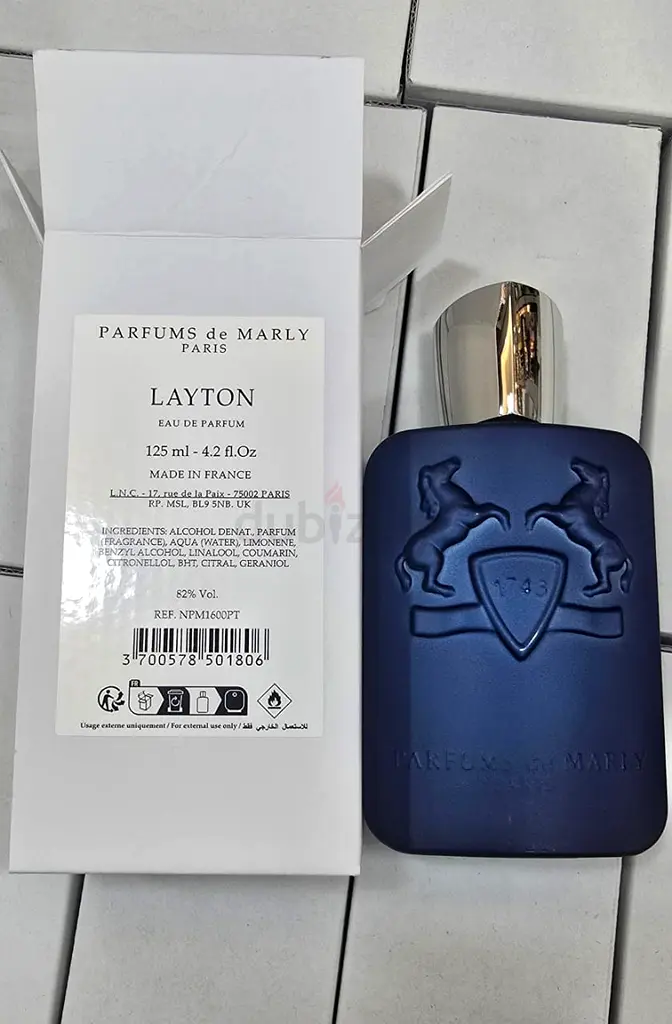 PARFUMS de MARLY
PARIS
LAYTON
EAU DE PARFUM
125 ml - 4.2 fl.Oz
MADE IN FRANCE
L.N.C. - 17, rue de la Paix - 75002 PARIS
RP. MSL, BL9 5NB. UK
INGREDIENTS: ALCOHOL DENAT., PARFUM
(FRAGRANCE), AQUA (WATER), LIMONENE,
BENZYL ALCOHOL, LINALOOL, COUMARIN,
CITRONELLOL, BHT, CITRAL, GERANIOL
82% Vol.
REF. NPM1600PT
3 700578 501806
FR
Usage externe uniquement / For external use only / للاستعمال الخارجي فقط
1743
PARFUMS de MARLY
PARIS
dubizzle